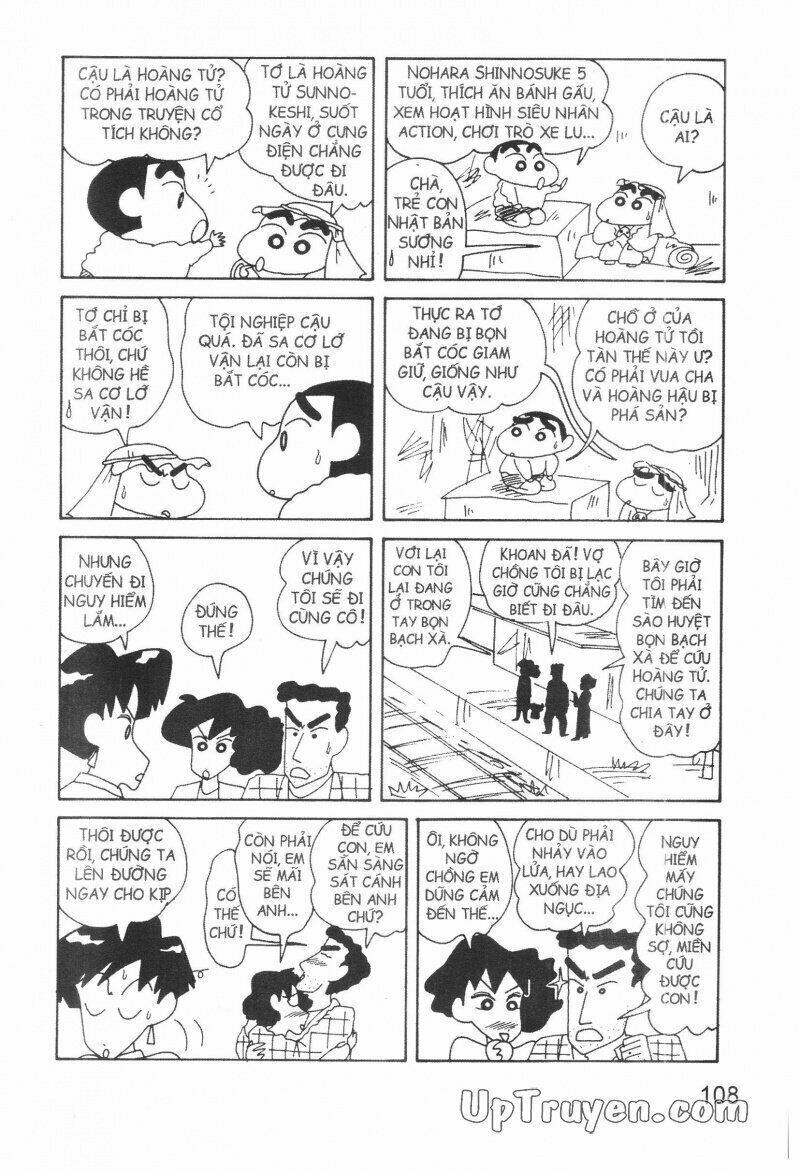 CẬU LÀ
AI?
NOHARA SHINNOSUKE 5
TUỔI, THÍCH ĂN BÁNH GẤU,
XEM HOẠT HÌNH SIÊU NHÂN
ACTION, CHƠI TRÒ XE LU...
CHÀ,
TRẺ CON
NHẬT BẢN
SƯỚNG
NHỈ!
TỚ LÀ HOÀNG
TỬ SUNNO-
KESHI, SUỐT
NGÀY Ở CUNG
ĐIỆN CHẲNG
ĐƯỢC ĐI
ĐÂU.
CẬU LÀ HOÀNG TỬ?
CÓ PHẢI HOÀNG TỬ
TRONG TRUYỆN CỔ
TÍCH KHÔNG?
CHỖ Ở CỦA
HOÀNG TỬ TỒI
TÀN THẾ NÀY Ư?
CÓ PHẢI VUA CHA
VÀ HOÀNG HẬU BỊ
PHÁ SẢN?
THỰC RA TỚ
ĐANG BỊ BỌN
BẮT CÓC GIAM
GIỮ, GIỐNG NHƯ
CẬU VẬY.
TỘI NGHIỆP CẬU
QUÁ. ĐÃ SA CƠ LỠ
VẬN LẠI CÒN BỊ
BẮT CÓC...
TỚ CHỈ BỊ
BẮT CÓC
THÔI, CHỨ
KHÔNG HỀ
SA CƠ LỠ
VẬN!
BÂY GIỜ
TÔI PHẢI
TÌM ĐẾN
SÀO HUYỆT
BỌN BẠCH
XÀ ĐỂ CỨU
HOÀNG TỬ.
CHÚNG TA
CHIA TAY Ở
ĐÂY!
KHOAN ĐÃ! VỢ
CHỒNG TÔI BỊ LẠC
GIỜ CŨNG CHẲNG
BIẾT ĐI ĐÂU.
VỚI LẠI
CON TÔI
LẠI ĐANG
Ở TRONG
TAY BỌN
BẠCH XÀ.
VÌ VẬY
CHÚNG
TÔI SẼ ĐI
CÙNG CÔ!
ĐÚNG
THẾ!
NHƯNG
CHUYẾN ĐI
NGUY HIỂM
LẮM...
NGUY
HIỂM
MẤY
CHÚNG
TÔI CŨNG
KHÔNG
SỢ, MIỄN
CỨU
ĐƯỢC
CON!
CHO DÙ PHẢI
NHẢY VÀO
LỬA, HAY LAO
XUỐNG ĐỊA
NGỤC...
ÔI, KHÔNG
NGỜ
CHỒNG EM
DŨNG CẢM
ĐẾN THẾ...
ĐỂ CỨU
CON, EM
SẴN SÀNG
SÁT CÁNH
BÊN ANH
CHỨ?
CÒN PHẢI
NÓI, EM
SẼ MÃI
BÊN
ANH...
CÓ
THẾ
CHỨ!
THÔI ĐƯỢC
RỒI, CHÚNG TA
LÊN ĐƯỜNG
NGAY CHO KỊP.
108
UpTruyen.com